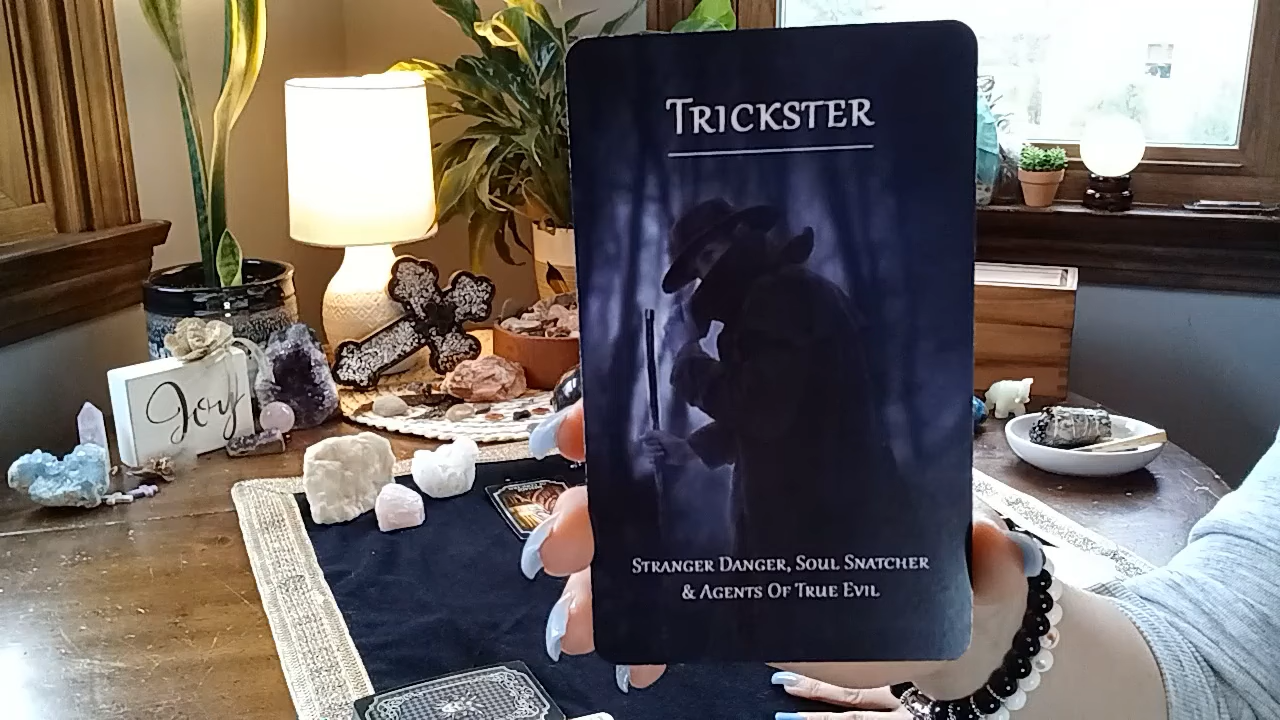 Trickster
Joy
Stranger Danger, Soul Snatcher
& Agents Of True Evil